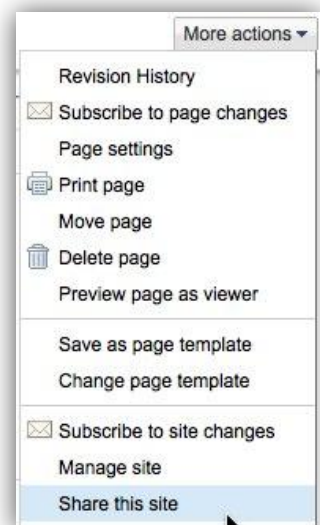 More actions
Revision History
Subscribe to page changes
Page settings
Print page
Move page
Delete page
Preview page as viewer
Save as page template
Change page template
Subscribe to site changes
Manage site
Share this site